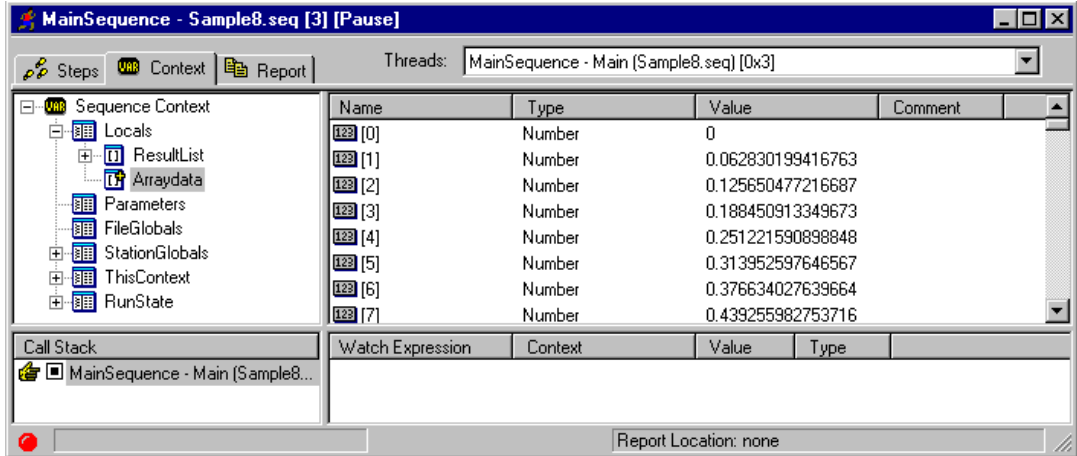 MainSequence - Sample8.seq [3] [Pause]
Steps Context Report Threads: MainSequence - Main (Sample8.seq) [0x3]
Sequence Context
Locals
ResultList
Arraydata
Parameters
FileGlobals
StationGlobals
ThisContext
RunState
Name Type Value Comment
[0] Number 0
[1] Number 0.062830199416763
[2] Number 0.125650477216687
[3] Number 0.188450913349673
[4] Number 0.251221590898848
[5] Number 0.313952597646567
[6] Number 0.376634027639664
[7] Number 0.439255982753716
Call Stack
MainSequence - Main (Sample8...
Watch Expression Context Value Type
Report Location: none